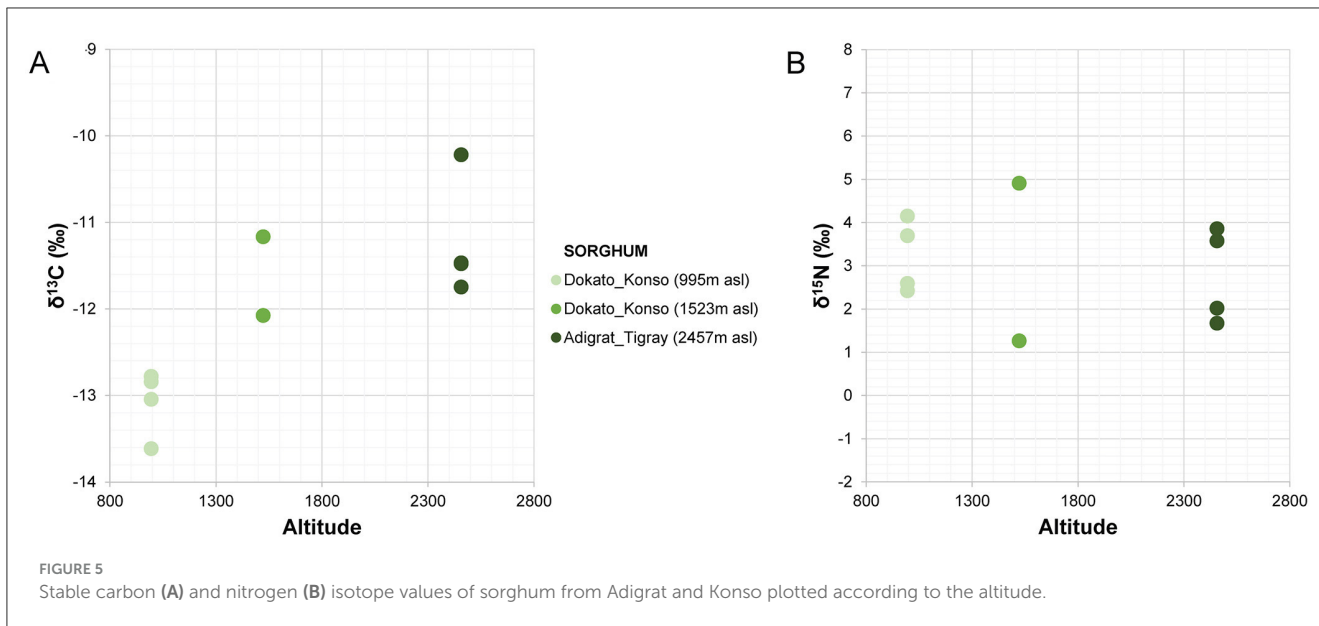 A
-9
-10
-11
-12
-13
-14
δ13C (‰)
800 1300 1800 2300 2800
Altitude
SORGHUM
Dokato_Konso (995m asl)
Dokato_Konso (1523m asl)
Adigrat_Tigray (2457m asl)
B
8
7
6
5
4
3
2
1
0
-1
-2
δ15N (‰)
800 1300 1800 2300 2800
Altitude
FIGURE 5
Stable carbon (A) and nitrogen (B) isotope values of sorghum from Adigrat and Konso plotted according to the altitude.